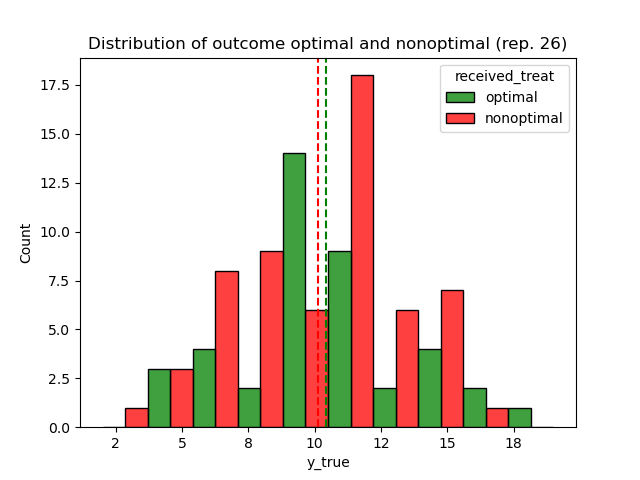 Distribution of outcome optimal and nonoptimal (rep. 26)
received_treat
optimal
nonoptimal
Count
17.5
15.0
12.5
10.0
7.5
5.0
2.5
0.0
2
5
8
10
12
15
18
y_true